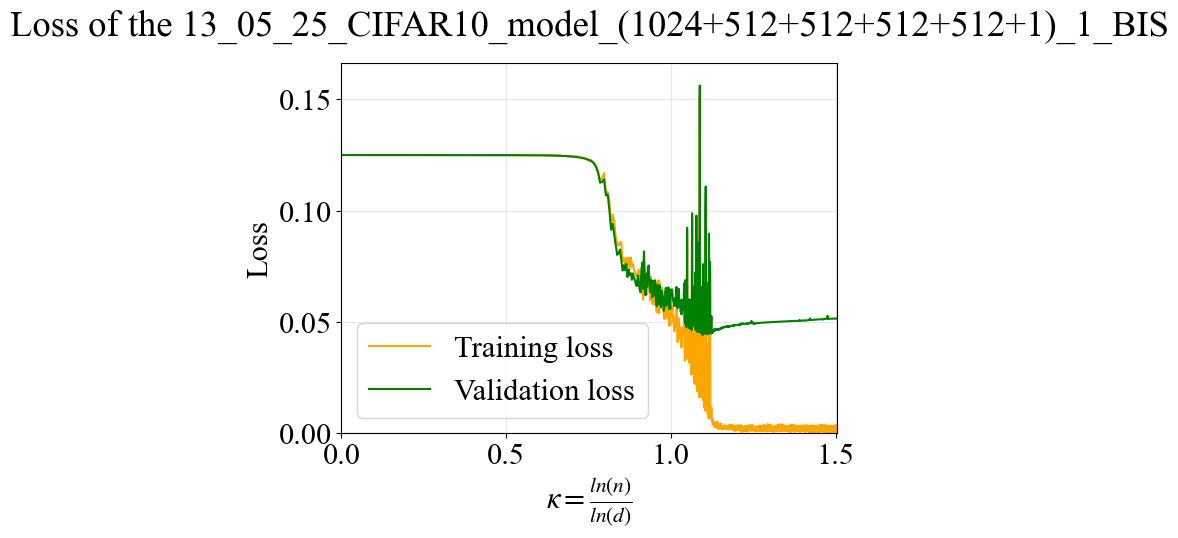 Loss of the 13_05_25_CIFAR10_model_(1024+512+512+512+512+1)_1_BIS
0.15
0.10
0.05
0.00
Loss
Training loss
Validation loss
0.0 0.5 1.0 1.5
κ = ln(n)
ln(d)